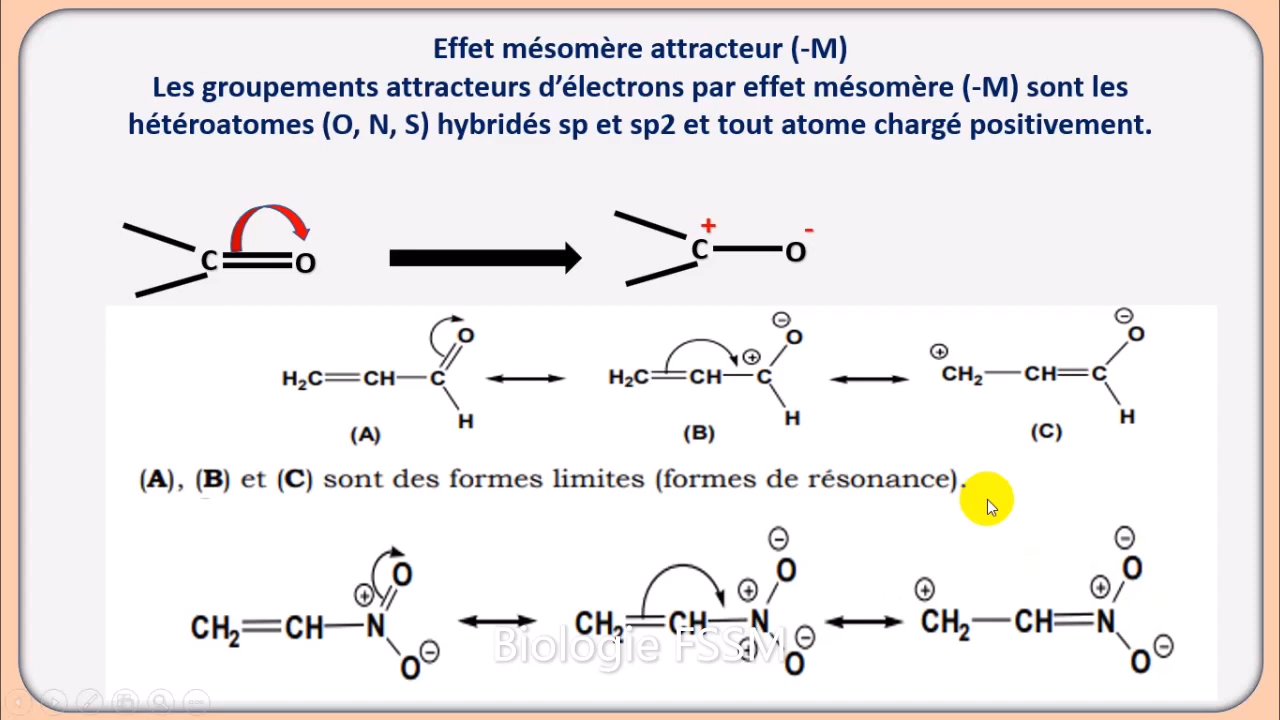 Effet mésomère attracteur (-M)
Les groupements attracteurs d'électrons par effet mésomère (-M) sont les
hétéroatomes (O, N, S) hybridés sp et sp2 et tout atome chargé positivement.
C O
C + O -
H₂C CH C O H
H₂C CH C ⊕ O ⊖ H
⊕ CH₂ CH C O ⊖ H
(A) (B) (C)
(A), (B) et (C) sont des formes limites (formes de résonance).
CH₂ CH N ⊕ O O ⊖
CH₂ CH N ⊕ ⊕ O ⊖ O ⊖
⊕ CH₂ CH N ⊕ O ⊖ O ⊖
Biologie FSSM